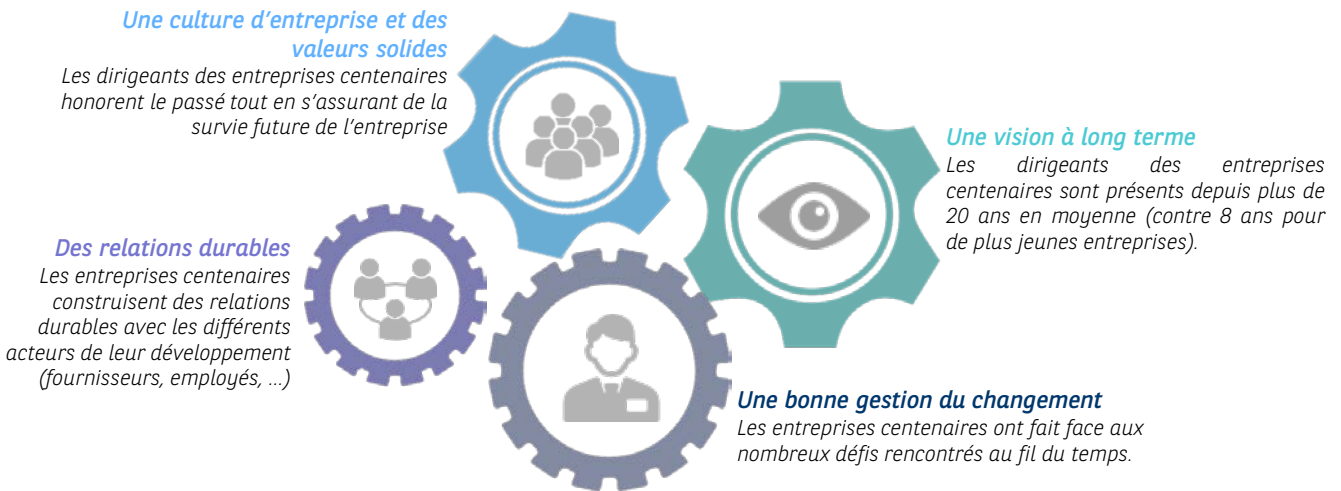 Une culture d’entreprise et des
valeurs solides
Les dirigeants des entreprises centenaires
honorent le passé tout en s’assurant de la
survie future de l’entreprise
Une vision à long terme
Les dirigeants des entreprises
centenaires sont présents depuis plus de
20 ans en moyenne (contre 8 ans pour
de plus jeunes entreprises).
Des relations durables
Les entreprises centenaires
construisent des relations
durables avec les différents
acteurs de leur développement
(fournisseurs, employés, ...)
Une bonne gestion du changement
Les entreprises centenaires ont fait face aux
nombreux défis rencontrés au fil du temps.